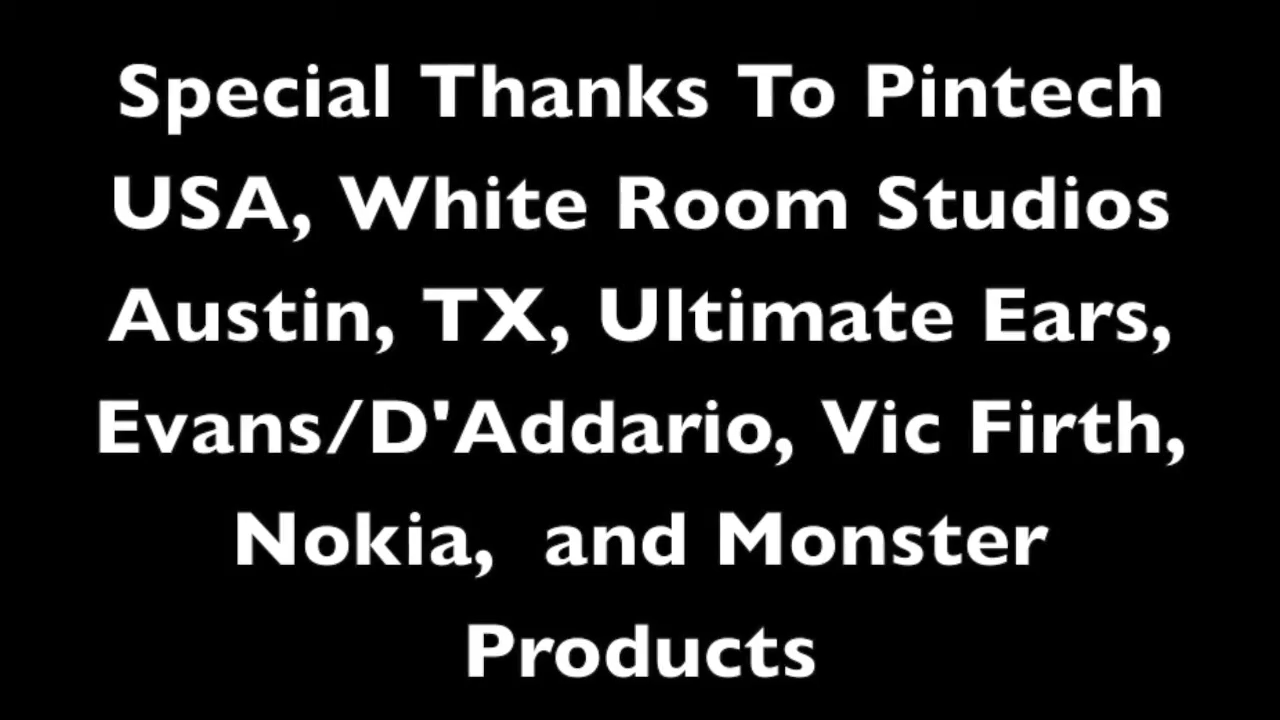 Special Thanks To Pintech
USA, White Room Studios
Austin, TX, Ultimate Ears,
Evans/D'Addario, Vic Firth,
Nokia,  and Monster
Products